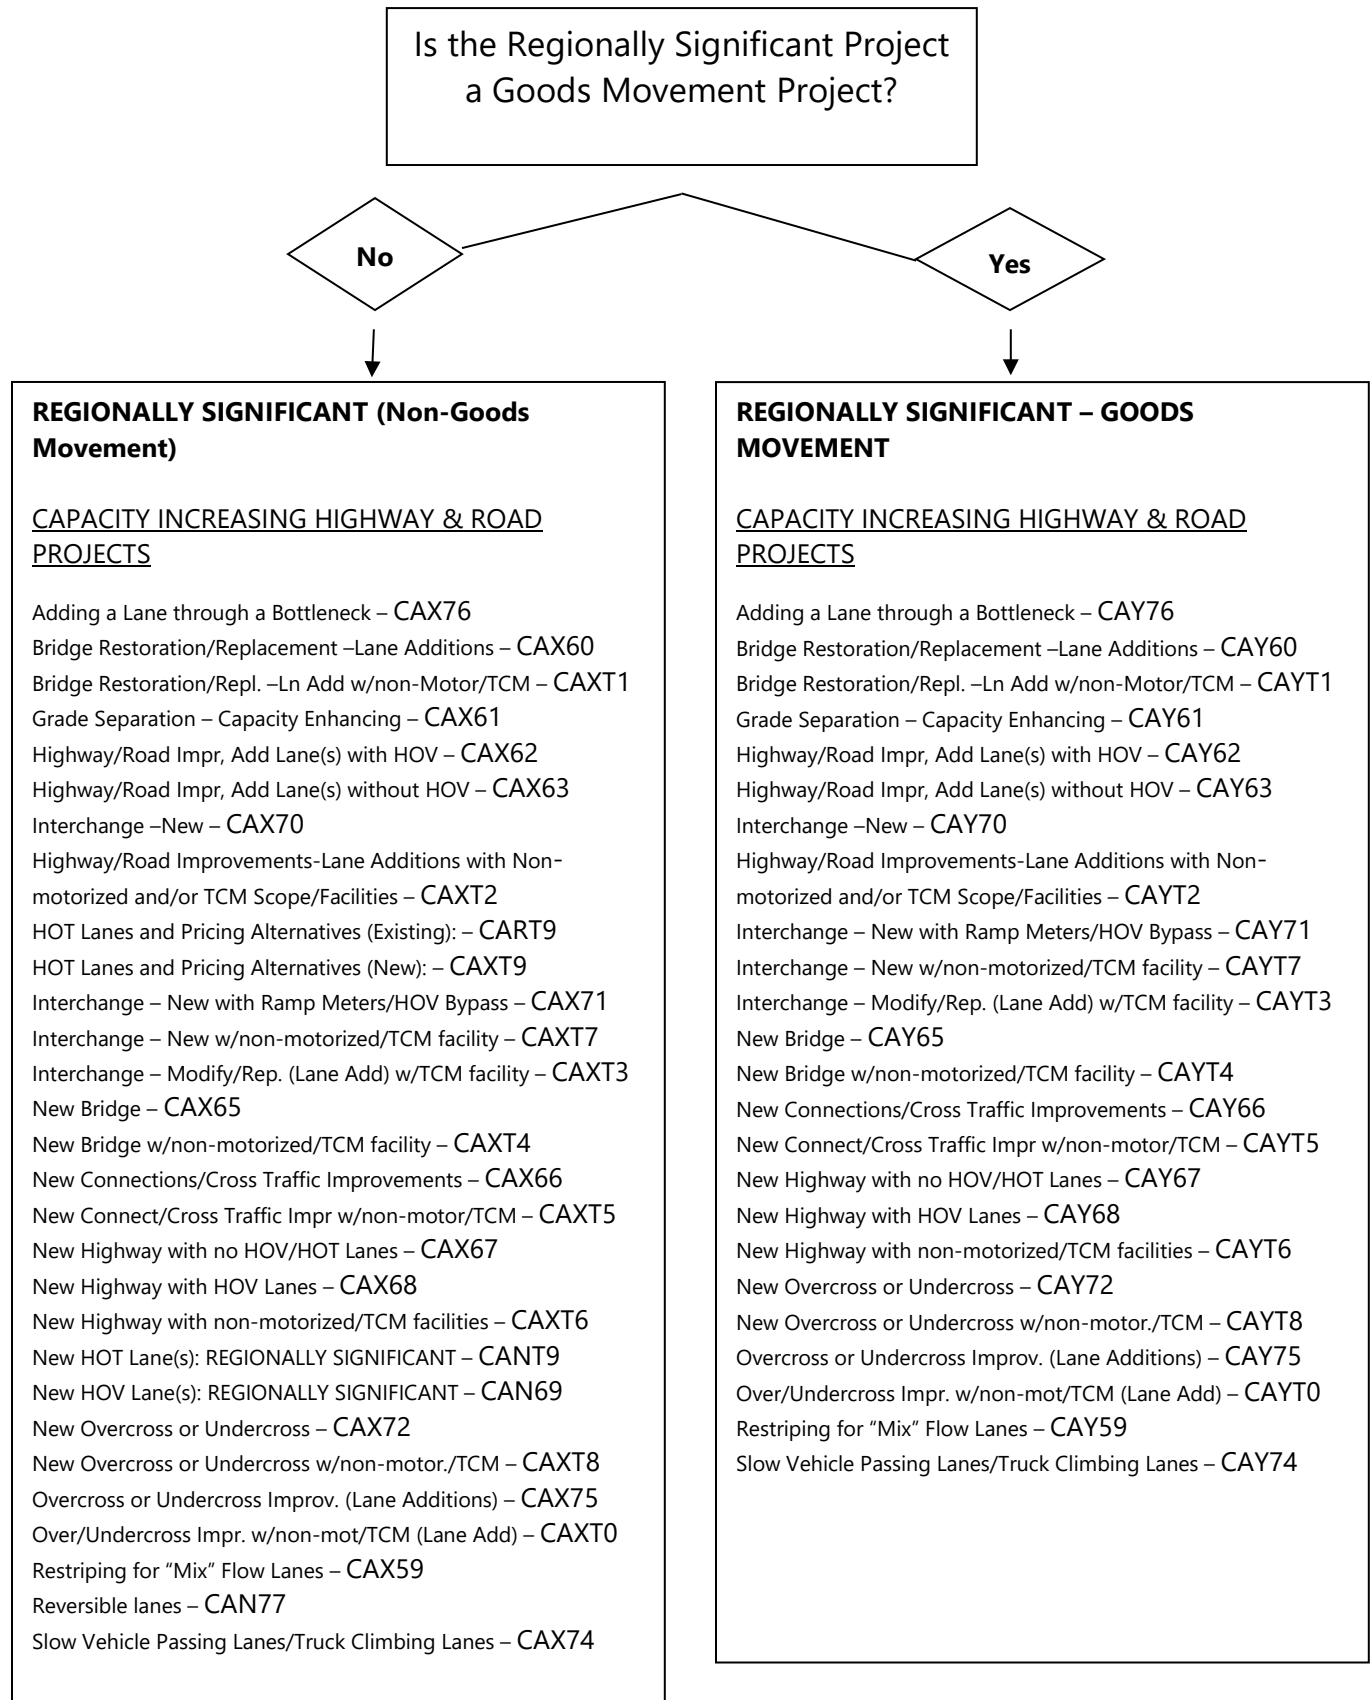 Is the Regionally Significant Project
a Goods Movement Project?
No
Yes
REGIONALLY SIGNIFICANT (Non-Goods
Movement)
CAPACITY INCREASING HIGHWAY & ROAD
PROJECTS
Adding a Lane through a Bottleneck – CAX76
Bridge Restoration/Replacement –Lane Additions – CAX60
Bridge Restoration/Repl. –Ln Add w/non-Motor/TCM – CAXT1
Grade Separation – Capacity Enhancing – CAX61
Highway/Road Impr, Add Lane(s) with HOV – CAX62
Highway/Road Impr, Add Lane(s) without HOV – CAX63
Interchange –New – CAX70
Highway/Road Improvements-Lane Additions with Non-
motorized and/or TCM Scope/Facilities – CAXT2
HOT Lanes and Pricing Alternatives (Existing): – CART9
HOT Lanes and Pricing Alternatives (New): – CAXT9
Interchange – New with Ramp Meters/HOV Bypass – CAX71
Interchange – New w/non-motorized/TCM facility – CAXT7
Interchange – Modify/Rep. (Lane Add) w/TCM facility – CAXT3
New Bridge – CAX65
New Bridge w/non-motorized/TCM facility – CAXT4
New Connections/Cross Traffic Improvements – CAX66
New Connect/Cross Traffic Impr w/non-motor/TCM – CAXT5
New Highway with no HOV/HOT Lanes – CAX67
New Highway with HOV Lanes – CAX68
New Highway with non-motorized/TCM facilities – CAXT6
New HOT Lane(s): REGIONALLY SIGNIFICANT – CANT9
New HOV Lane(s): REGIONALLY SIGNIFICANT – CAN69
New Overcross or Undercross – CAX72
New Overcross or Undercross w/non-motor./TCM – CAXT8
Overcross or Undercross Improv. (Lane Additions) – CAX75
Over/Undercross Impr. w/non-mot/TCM (Lane Add) – CAXT0
Restriping for “Mix” Flow Lanes – CAX59
Reversible lanes – CAN77
Slow Vehicle Passing Lanes/Truck Climbing Lanes – CAX74
REGIONALLY SIGNIFICANT – GOODS
MOVEMENT
CAPACITY INCREASING HIGHWAY & ROAD
PROJECTS
Adding a Lane through a Bottleneck – CAY76
Bridge Restoration/Replacement –Lane Additions – CAY60
Bridge Restoration/Repl. –Ln Add w/non-Motor/TCM – CAYT1
Grade Separation – Capacity Enhancing – CAY61
Highway/Road Impr, Add Lane(s) with HOV – CAY62
Highway/Road Impr, Add Lane(s) without HOV – CAY63
Interchange –New – CAY70
Highway/Road Improvements-Lane Additions with Non-
motorized and/or TCM Scope/Facilities – CAYT2
Interchange – New with Ramp Meters/HOV Bypass – CAY71
Interchange – New w/non-motorized/TCM facility – CAYT7
Interchange – Modify/Rep. (Lane Add) w/TCM facility – CAYT3
New Bridge – CAY65
New Bridge w/non-motorized/TCM facility – CAYT4
New Connections/Cross Traffic Improvements – CAY66
New Connect/Cross Traffic Impr w/non-motor/TCM – CAYT5
New Highway with no HOV/HOT Lanes – CAY67
New Highway with HOV Lanes – CAY68
New Highway with non-motorized/TCM facilities – CAYT6
New Overcross or Undercross – CAY72
New Overcross or Undercross w/non-motor./TCM – CAYT8
Overcross or Undercross Improv. (Lane Additions) – CAY75
Over/Undercross Impr. w/non-mot/TCM (Lane Add) – CAYT0
Restriping for “Mix” Flow Lanes – CAY59
Slow Vehicle Passing Lanes/Truck Climbing Lanes – CAY74